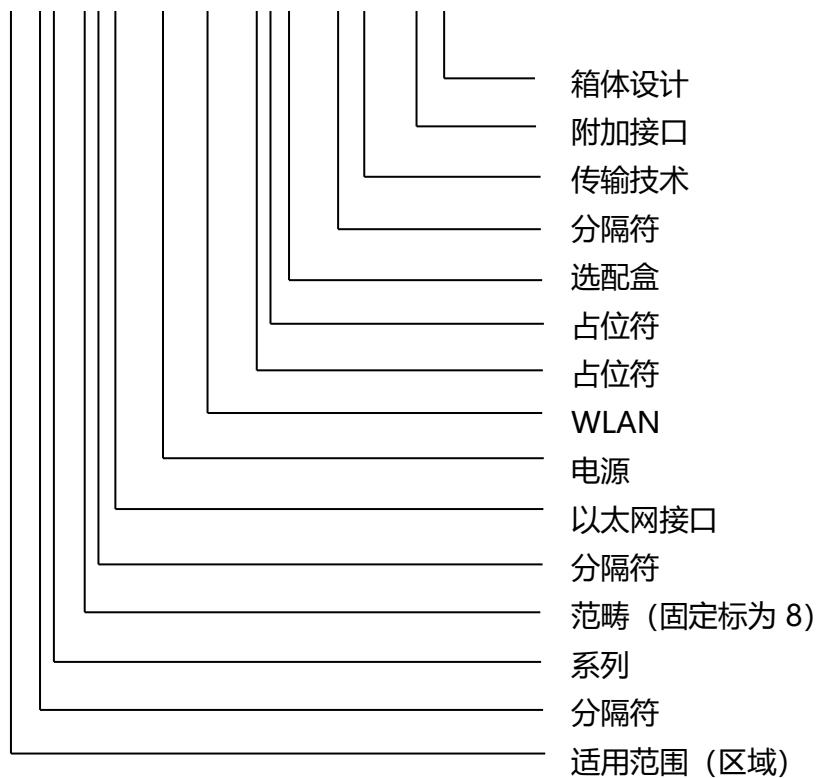 箱体设计
附加接口
传输技术
分隔符
选配盒
占位符
占位符
WLAN
电源
以太网接口
分隔符
范畴（固定标为 8）
系列
分隔符
适用范围（区域）